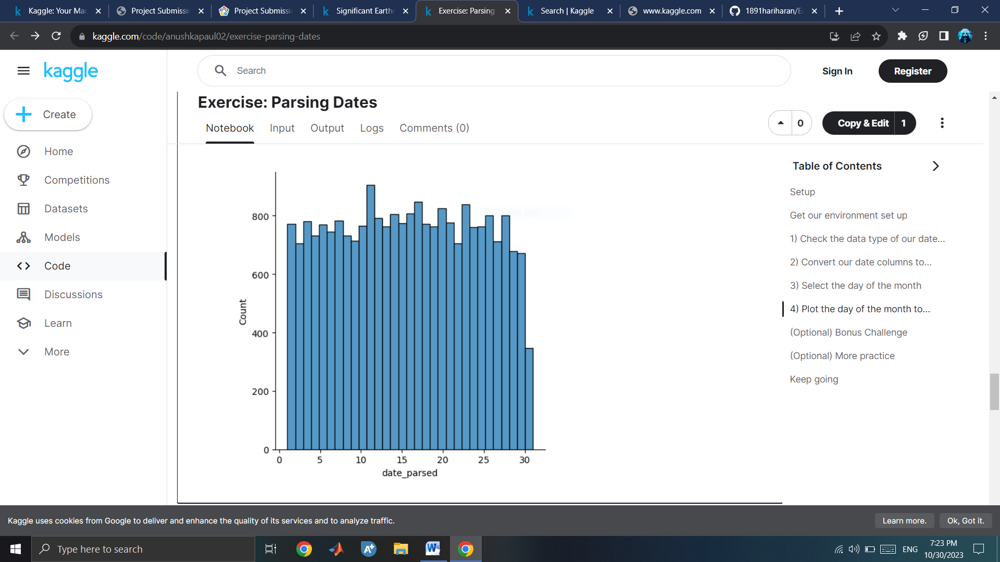 Kaggle: Your Mac
Project Submissio
Project Submissio
Significant Earthq
Exercise: Parsing
Search | Kaggle
www.kaggle.com
1891hariharan/Ea
kaggle.com/code/anushkapaul02/exercise-parsing-dates
kaggle
Search
Sign In
Register
Create
Home
Competitions
Datasets
Models
Code
Discussions
Learn
More
Exercise: Parsing Dates
Notebook
Input
Output
Logs
Comments (0)
0
Copy & Edit
1
Count
800
600
400
200
0
0
5
10
15
20
25
30
date_parsed
Table of Contents
Setup
Get our environment set up
1) Check the data type of our date...
2) Convert our date columns to...
3) Select the day of the month
4) Plot the day of the month to...
(Optional) Bonus Challenge
(Optional) More practice
Keep going
Kaggle uses cookies from Google to deliver and enhance the quality of its services and to analyze traffic.
Learn more.
Ok, Got it.
Type here to search
ENG
7:23 PM
10/30/2023